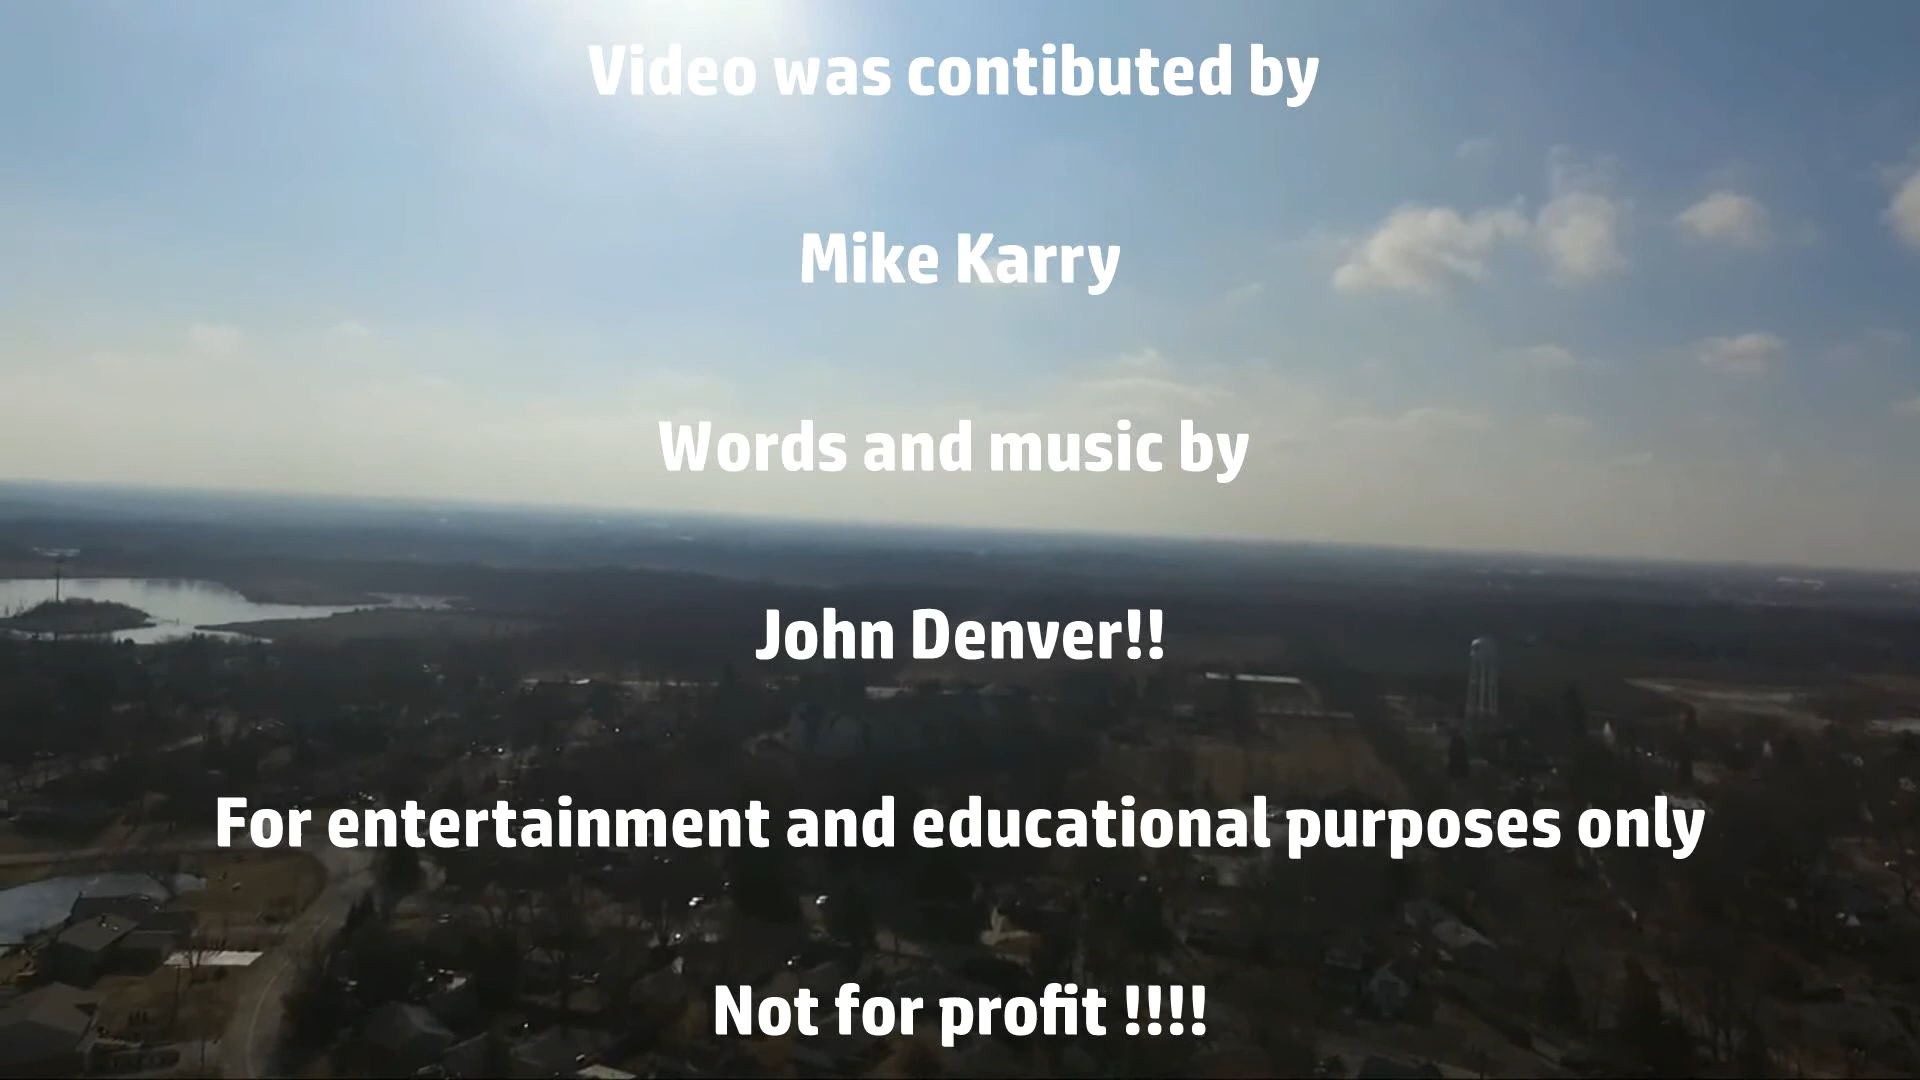 Video was contibuted by
Mike Karry
Words and music by
John Denver!!
For entertainment and educational purposes only
Not for profit !!!!